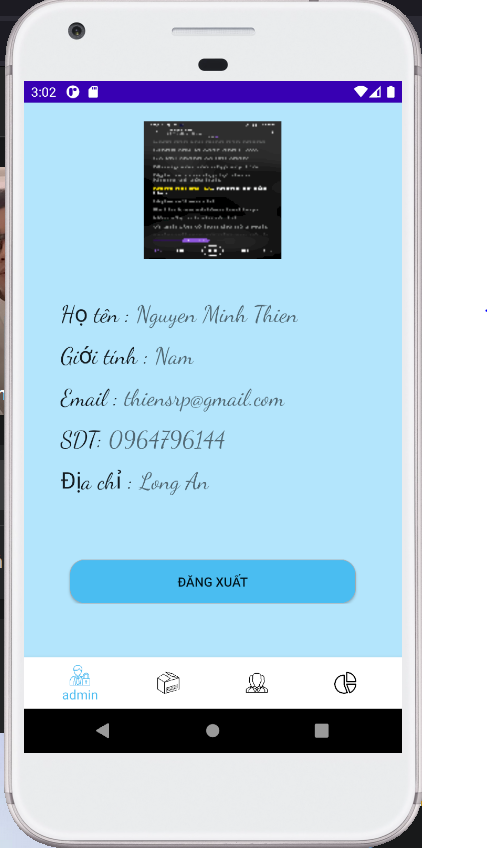 3:02
Họ tên : Nguyen Minh Thien
Giới tính : Nam
Email : thiensrp@gmail.com
SDT: 0964796144
Địa chỉ : Long An
ĐĂNG XUẤT
admin